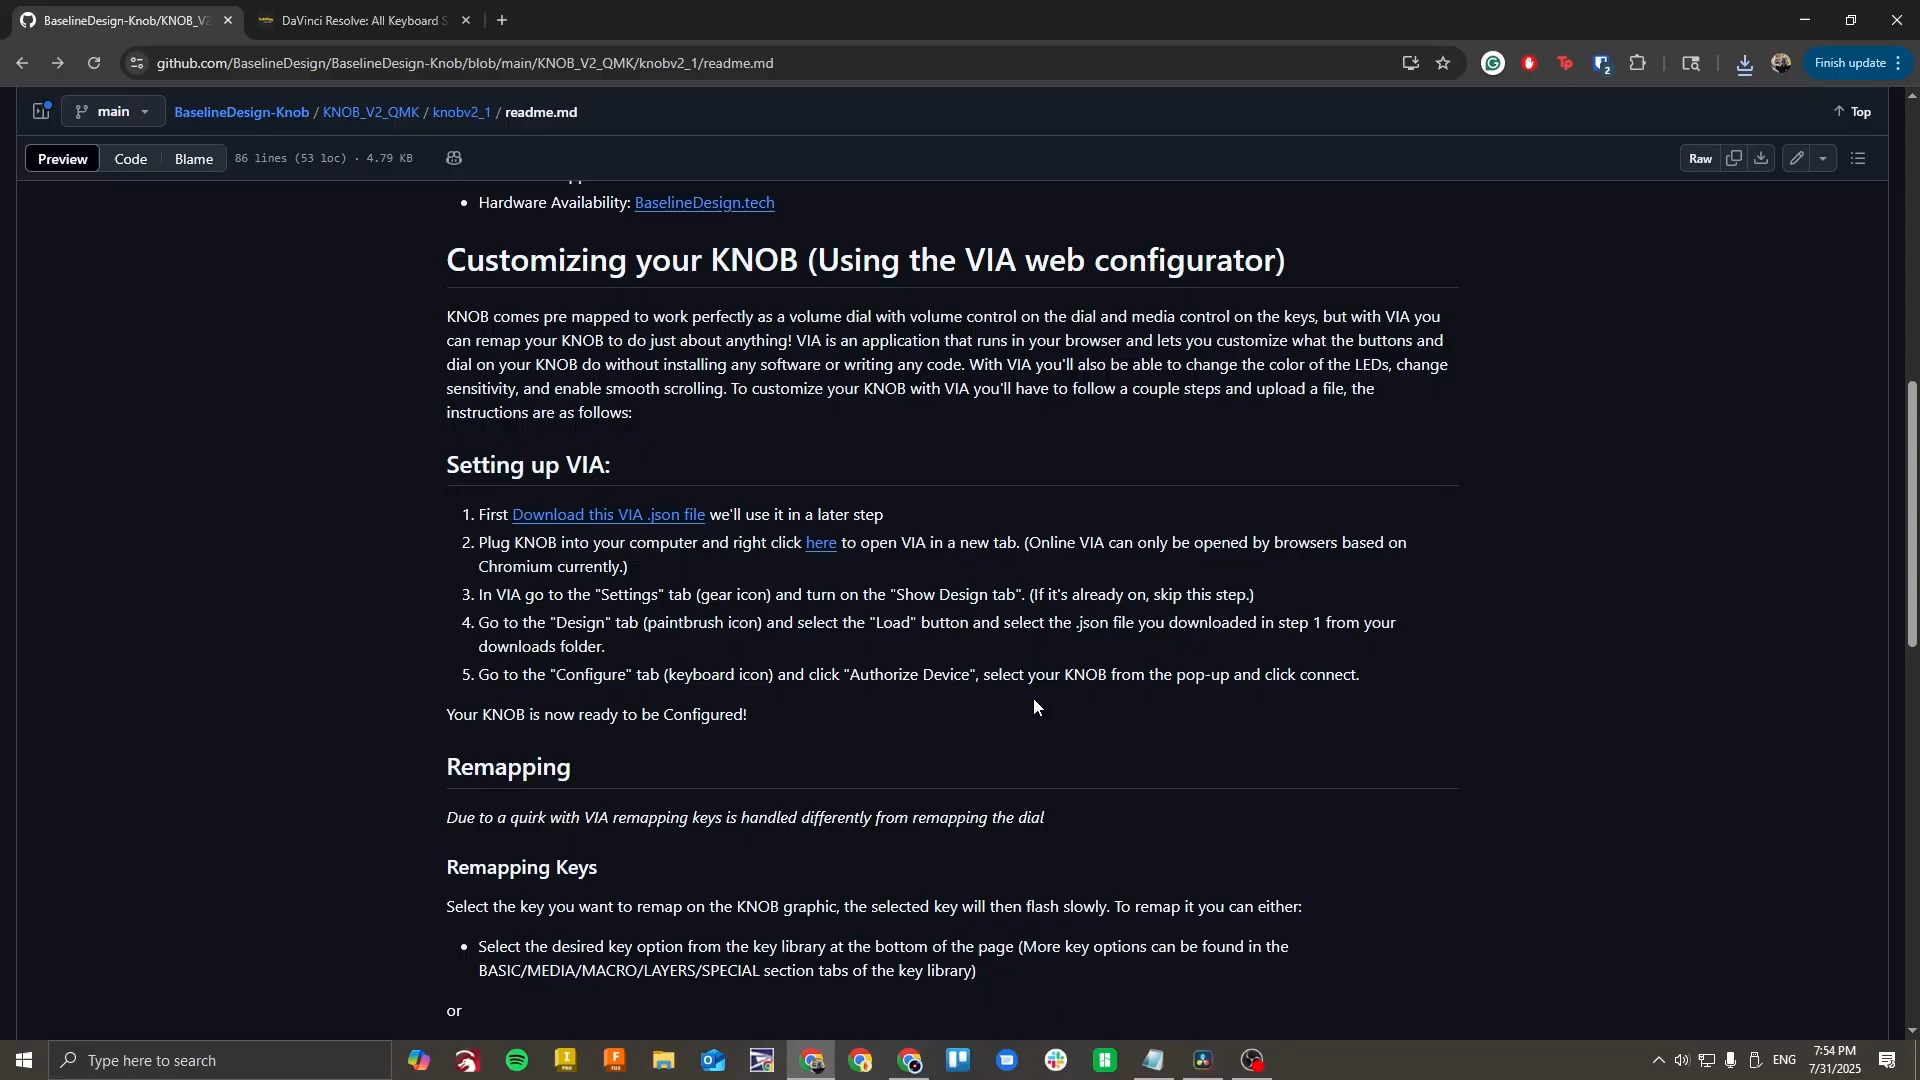 BaselineDesign-Knob/KNOB_V2
DaVinci Resolve: All Keyboard S
github.com/BaselineDesign/BaselineDesign-Knob/blob/main/KNOB_V2_QMK/knobv2_1/readme.md
Tp
2
Finish update
main
BaselineDesign-Knob / KNOB_V2_QMK / knobv2_1 / readme.md
Top
Preview
Code
Blame
86 lines (53 loc) · 4.79 KB
Raw
• Hardware Availability: BaselineDesign.tech
Customizing your KNOB (Using the VIA web configurator)
KNOB comes pre mapped to work perfectly as a volume dial with volume control on the dial and media control on the keys, but with VIA you
can remap your KNOB to do just about anything! VIA is an application that runs in your browser and lets you customize what the buttons and
dial on your KNOB do without installing any software or writing any code. With VIA you'll also be able to change the color of the LEDs, change
sensitivity, and enable smooth scrolling. To customize your KNOB with VIA you'll have to follow a couple steps and upload a file, the
instructions are as follows:
Setting up VIA:
1. First Download this VIA .json file we'll use it in a later step
2. Plug KNOB into your computer and right click here to open VIA in a new tab. (Online VIA can only be opened by browsers based on
Chromium currently.)
3. In VIA go to the "Settings" tab (gear icon) and turn on the "Show Design tab". (If it's already on, skip this step.)
4. Go to the "Design" tab (paintbrush icon) and select the "Load" button and select the .json file you downloaded in step 1 from your
downloads folder.
5. Go to the "Configure" tab (keyboard icon) and click "Authorize Device", select your KNOB from the pop-up and click connect.
Your KNOB is now ready to be Configured!
Remapping
Due to a quirk with VIA remapping keys is handled differently from remapping the dial
Remapping Keys
Select the key you want to remap on the KNOB graphic, the selected key will then flash slowly. To remap it you can either:
• Select the desired key option from the key library at the bottom of the page (More key options can be found in the
BASIC/MEDIA/MACRO/LAYERS/SPECIAL section tabs of the key library)
or
Type here to search
ENG
7:54 PM
7/31/2025